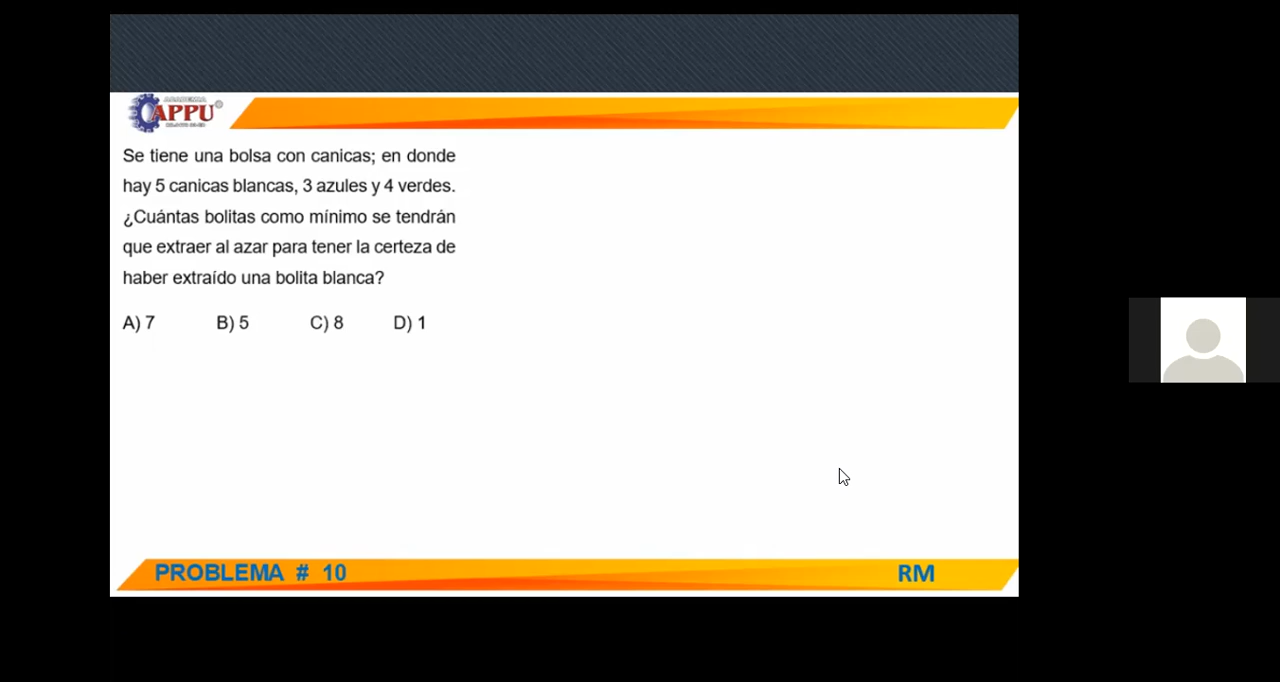 APPU
Se tiene una bolsa con canicas; en donde
hay 5 canicas blancas, 3 azules y 4 verdes.
¿Cuántas bolitas como mínimo se tendrán
que extraer al azar para tener la certeza de
haber extraído una bolita blanca?
A) 7 B) 5 C) 8 D) 1
PROBLEMA # 10 RM